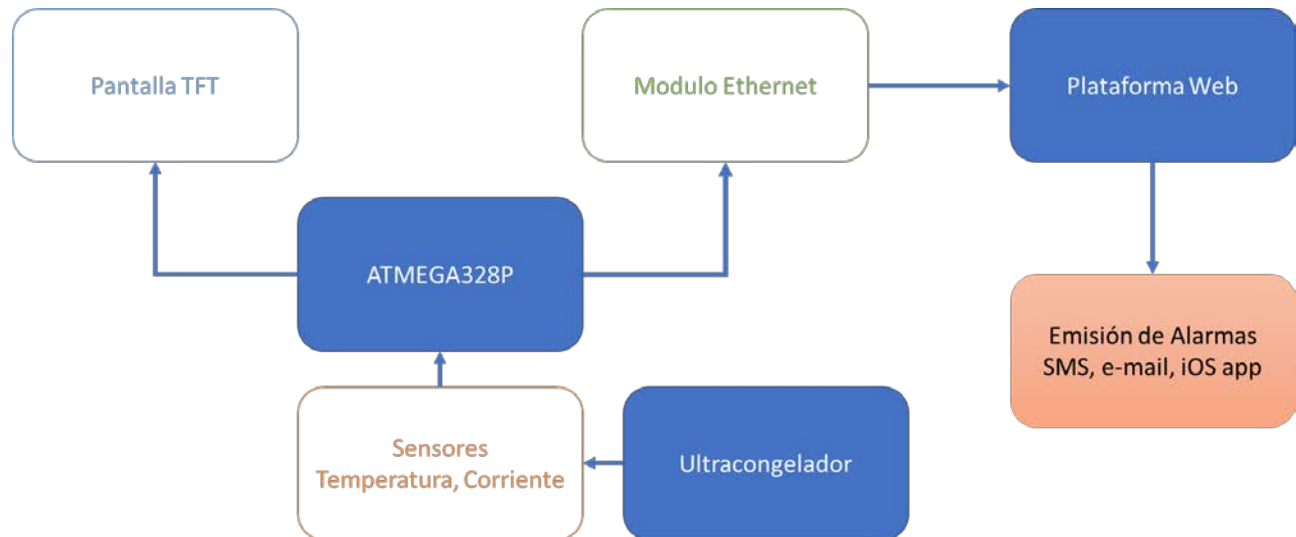 Pantalla TFT
Modulo Ethernet
Plataforma Web
ATMEGA328P
Emisión de Alarmas
SMS, e-mail, iOS app
Sensores
Temperatura, Corriente
Ultracongelador